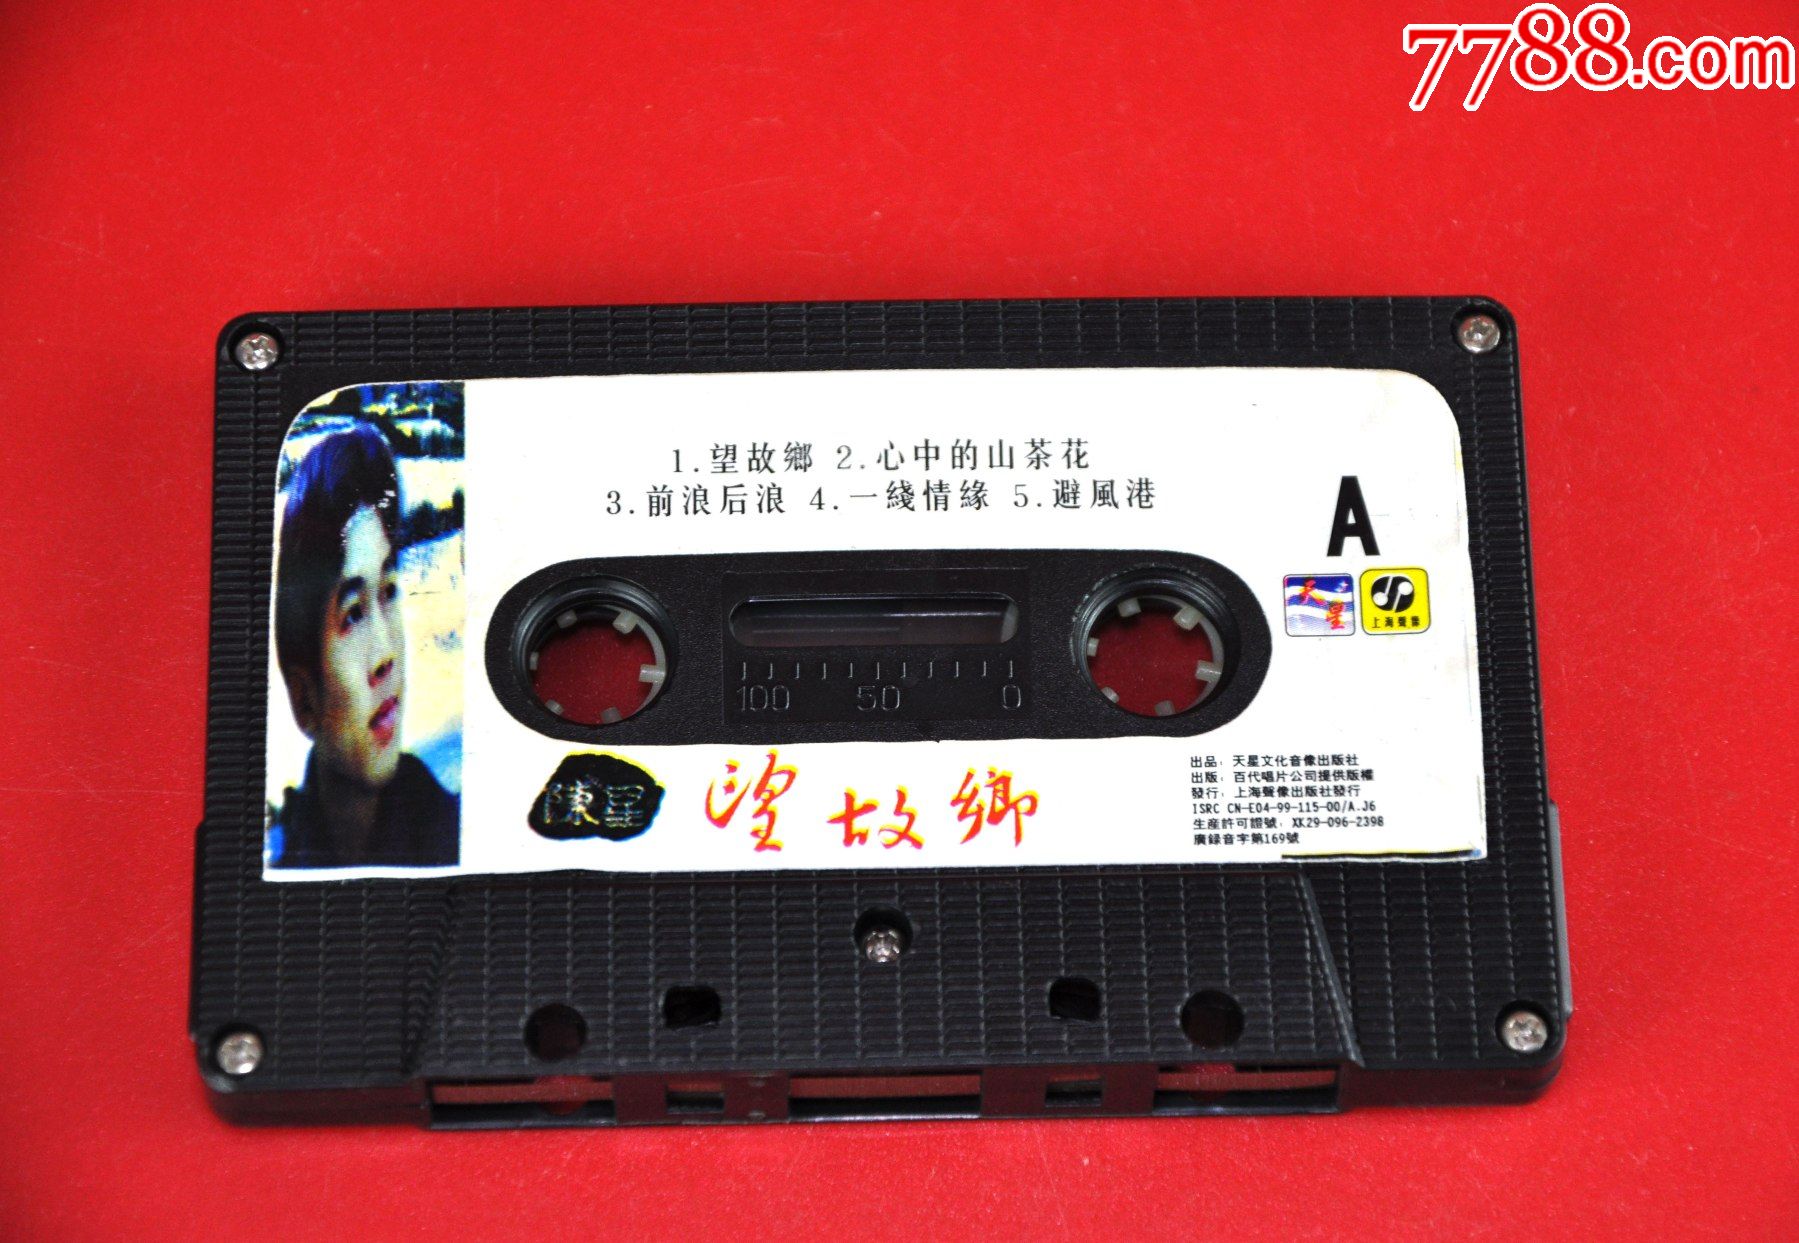 7788.com
1.望故鄉 2.心中的山茶花
3.前浪后浪 4.一綫情緣 5.避風港
A
天星
上海聲像
100 50 0
陳星
望故鄉
出品：天星文化音像出版社
出版：百代唱片公司提供版權
發行：上海聲像出版社發行
ISRC CN-E04-99-115-00/A.J6
生産許可證號：XK29-096-2398
廣録音字第169號